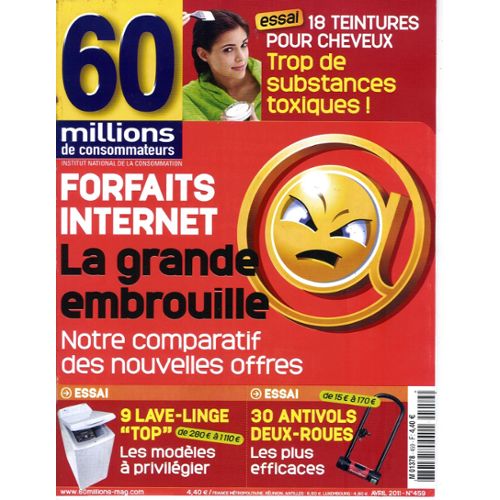 60
millions
de consommateurs
INSTITUT NATIONAL DE LA CONSOMMATION
essai 18 TEINTURES
POUR CHEVEUX
Trop de
substances
toxiques !
FORFAITS
INTERNET
La grande
embrouille
Notre comparatif
des nouvelles offres
ESSAI
9 LAVE-LINGE
"TOP" de 280 € à 1 110 €
Les modèles
à privilégier
ESSAI
de 15 € à 170 €
30 ANTIVOLS
DEUX-ROUES
Les plus
efficaces
www.60millions-mag.com
4,40 € / FRANCE MÉTROPOLITAINE, RÉUNION, ANTILLES
AVRIL 2011 - N°459
M 01378 - 459 - F: 4,40 €